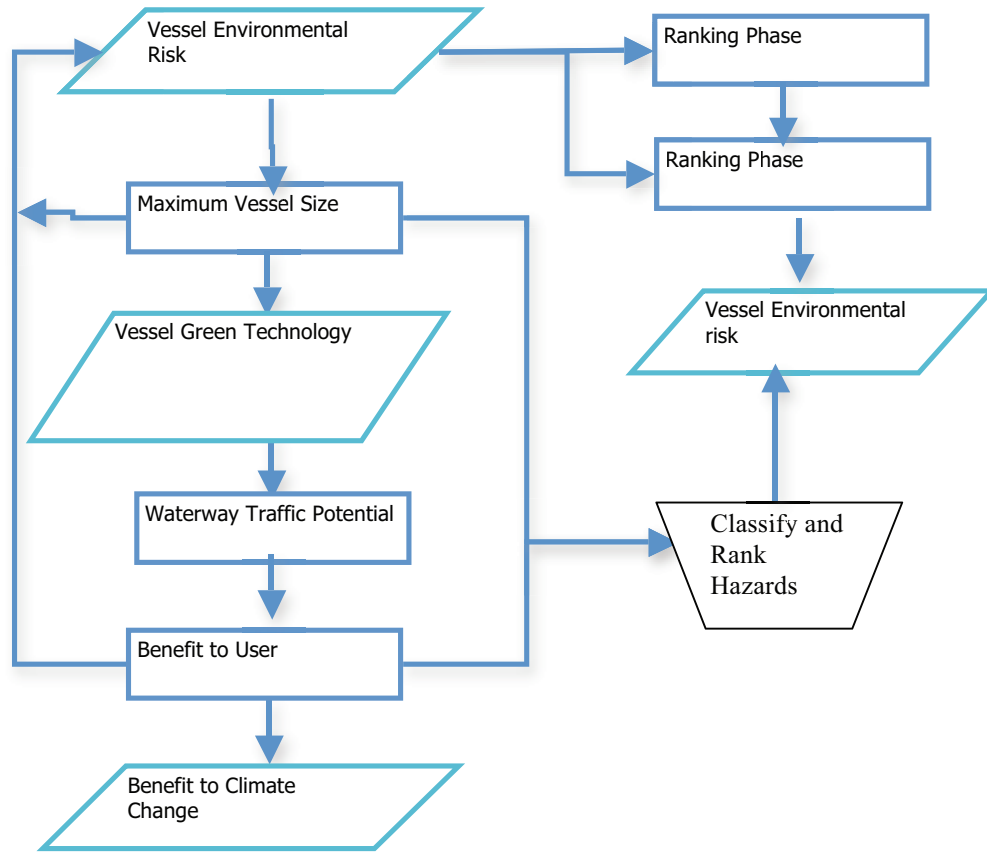 Vessel Environmental
Risk
Ranking Phase
Ranking Phase
Maximum Vessel Size
Vessel Environmental
risk
Vessel Green Technology
Waterway Traffic Potential
Classify and
Rank
Hazards
Benefit to User
Benefit to Climate
Change